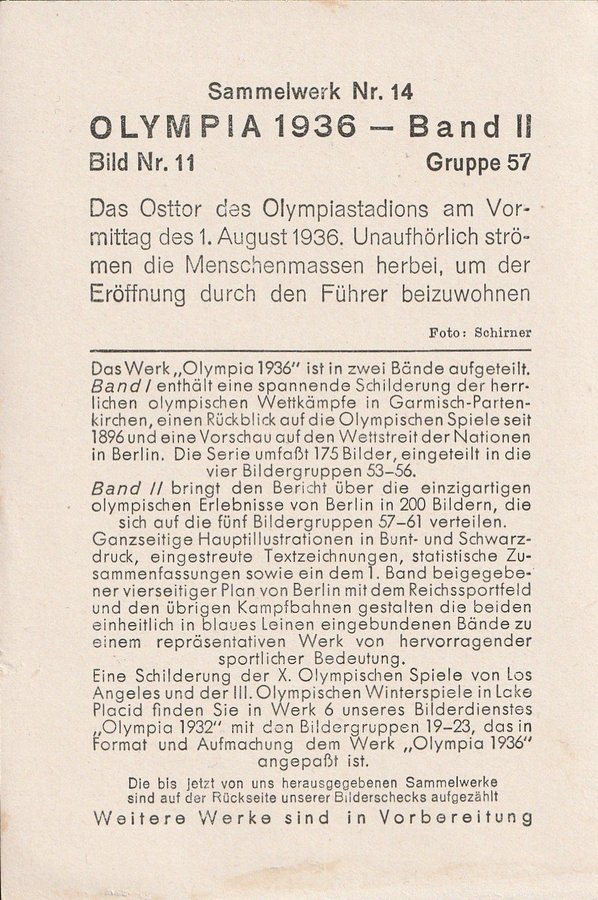 Sammelwerk Nr. 14
OLYMPIA 1936 — Band II
Bild Nr. 11 Gruppe 57
Das Osttor des Olympiastadions am Vor-
mittag des 1. August 1936. Unaufhörlich strö-
men die Menschenmassen herbei, um der
Eröffnung durch den Führer beizuwohnen
Foto: Schirner
Das Werk „Olympia 1936“ ist in zwei Bände aufgeteilt.
Band I enthält eine spannende Schilderung der herr-
lichen olympischen Wettkämpfe in Garmisch-Parten-
kirchen, einen Rückblick auf die Olympischen Spiele seit
1896 und eine Vorschau auf den Wettstreit der Nationen
in Berlin. Die Serie umfaßt 175 Bilder, eingeteilt in die
vier Bildergruppen 53–56.
Band II bringt den Bericht über die einzigartigen
olympischen Erlebnisse von Berlin in 200 Bildern, die
sich auf die fünf Bildergruppen 57–61 verteilen.
Ganzseitige Hauptillustrationen in Bunt- und Schwarz-
druck, eingestreute Textzeichnungen, statistische Zu-
sammenfassungen sowie ein dem 1. Band beigegebe-
ner vierseitiger Plan von Berlin mit dem Reichssportfeld
und den übrigen Kampfbahnen gestalten die beiden
einheitlich in blaues Leinen eingebundenen Bände zu
einem repräsentativen Werk von hervorragender
sportlicher Bedeutung.
Eine Schilderung der X. Olympischen Spiele von Los
Angeles und der III. Olympischen Winterspiele in Lake
Placid finden Sie in Werk 6 unseres Bilderdienstes
„Olympia 1932“ mit den Bildergruppen 19–23, das in
Format und Aufmachung dem Werk „Olympia 1936“
angepaßt ist.
Die bis jetzt von uns herausgegebenen Sammelwerke
sind auf der Rückseite unserer Bilderschecks aufgezählt
Weitere Werke sind in Vorbereitung